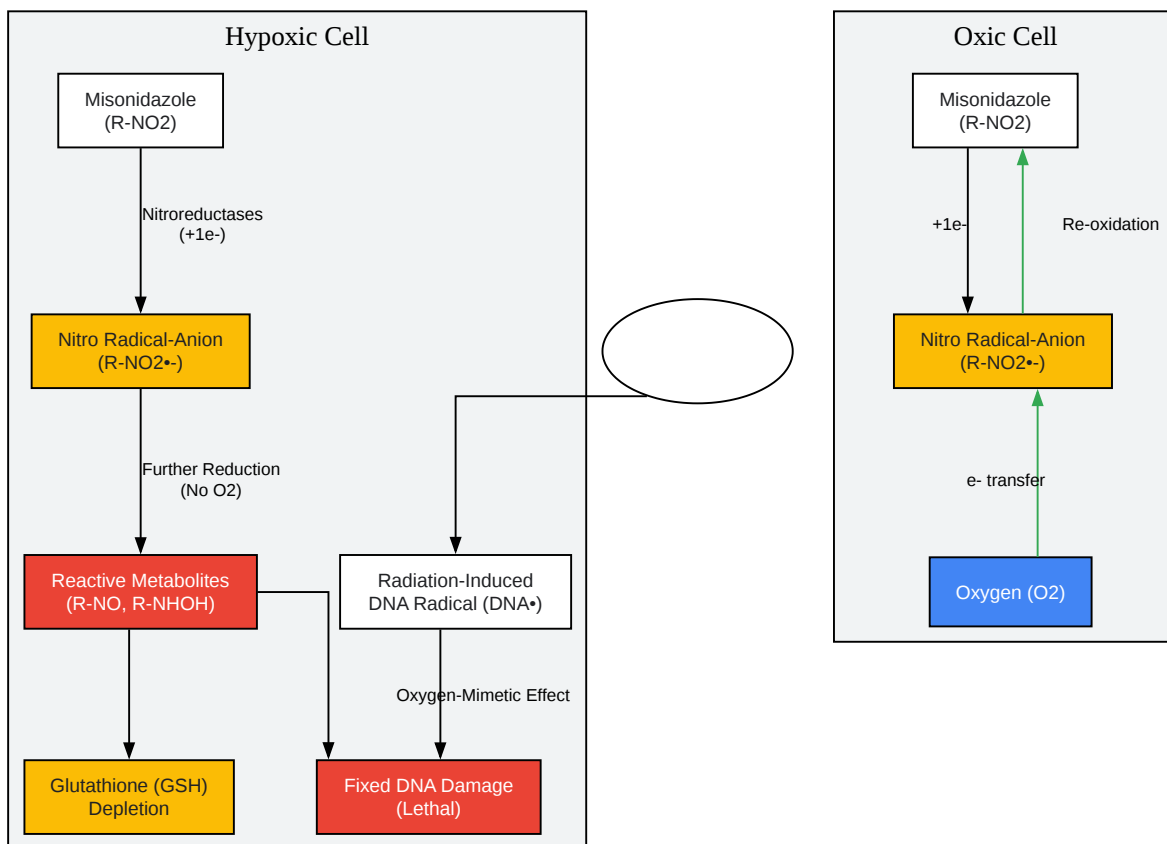 Hypoxic Cell
Misonidazole
(R-NO2)
Nitroreductases
(+1e-)
Nitro Radical-Anion
(R-NO2•-)
Further Reduction
(No O2)
Reactive Metabolites
(R-NO, R-NHOH)
Radiation-Induced
DNA Radical (DNA•)
Oxygen-Mimetic Effect
Glutathione (GSH)
Depletion
Fixed DNA Damage
(Lethal)
Oxic Cell
Misonidazole
(R-NO2)
+1e-
Re-oxidation
Nitro Radical-Anion
(R-NO2•-)
e- transfer
Oxygen (O2)